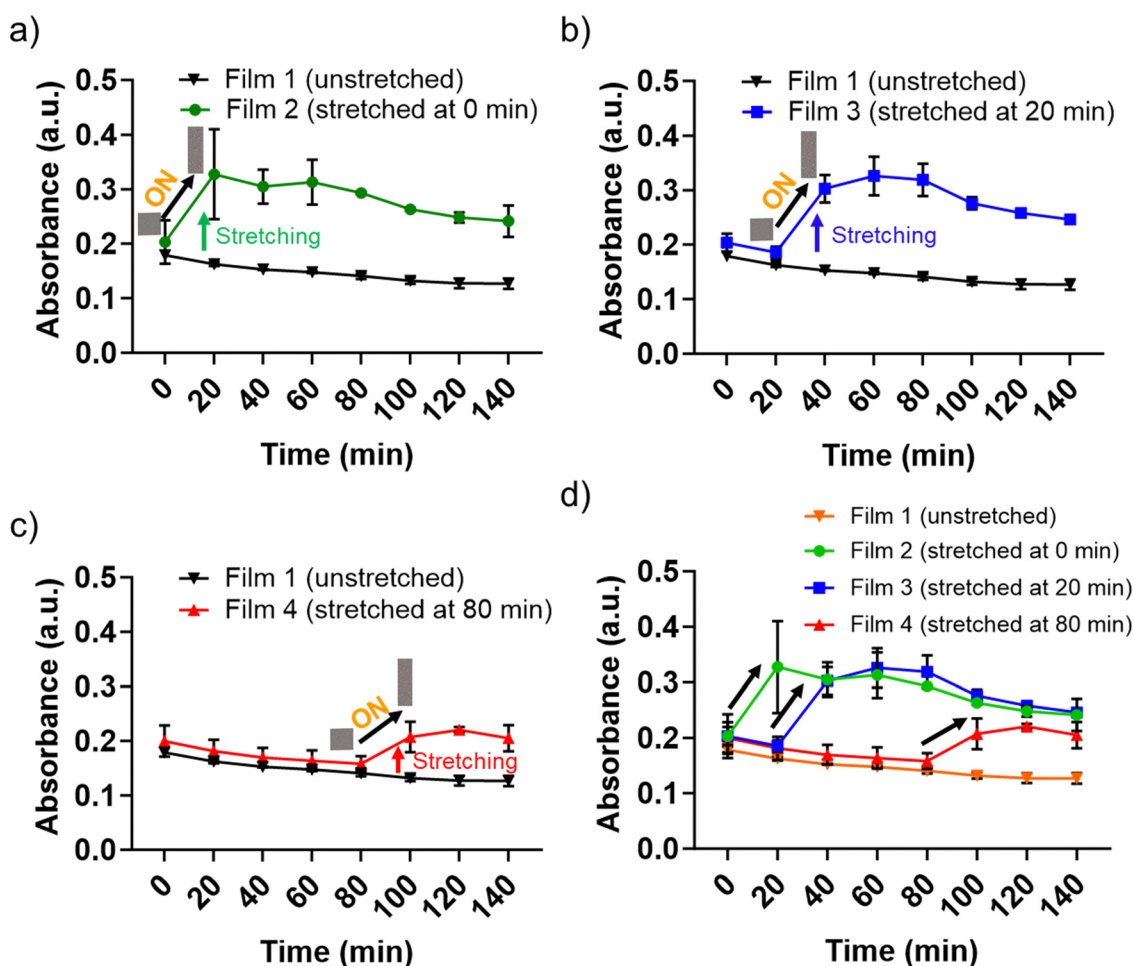 a)
Film 1 (unstretched)
Film 2 (stretched at 0 min)
Absorbance (a.u.)
0.5
0.4
0.3
0.2
0.1
0.0
ON
Stretching
0 20 40 60 80 100 120 140
Time (min)
b)
Film 1 (unstretched)
Film 3 (stretched at 20 min)
Absorbance (a.u.)
0.5
0.4
0.3
0.2
0.1
0.0
ON
Stretching
0 20 40 60 80 100 120 140
Time (min)
c)
Film 1 (unstretched)
Film 4 (stretched at 80 min)
Absorbance (a.u.)
0.5
0.4
0.3
0.2
0.1
0.0
ON
Stretching
0 20 40 60 80 100 120 140
Time (min)
d)
Film 1 (unstretched)
Film 2 (stretched at 0 min)
Film 3 (stretched at 20 min)
Film 4 (stretched at 80 min)
Absorbance (a.u.)
0.5
0.4
0.3
0.2
0.1
0.0
0 20 40 60 80 100 120 140
Time (min)